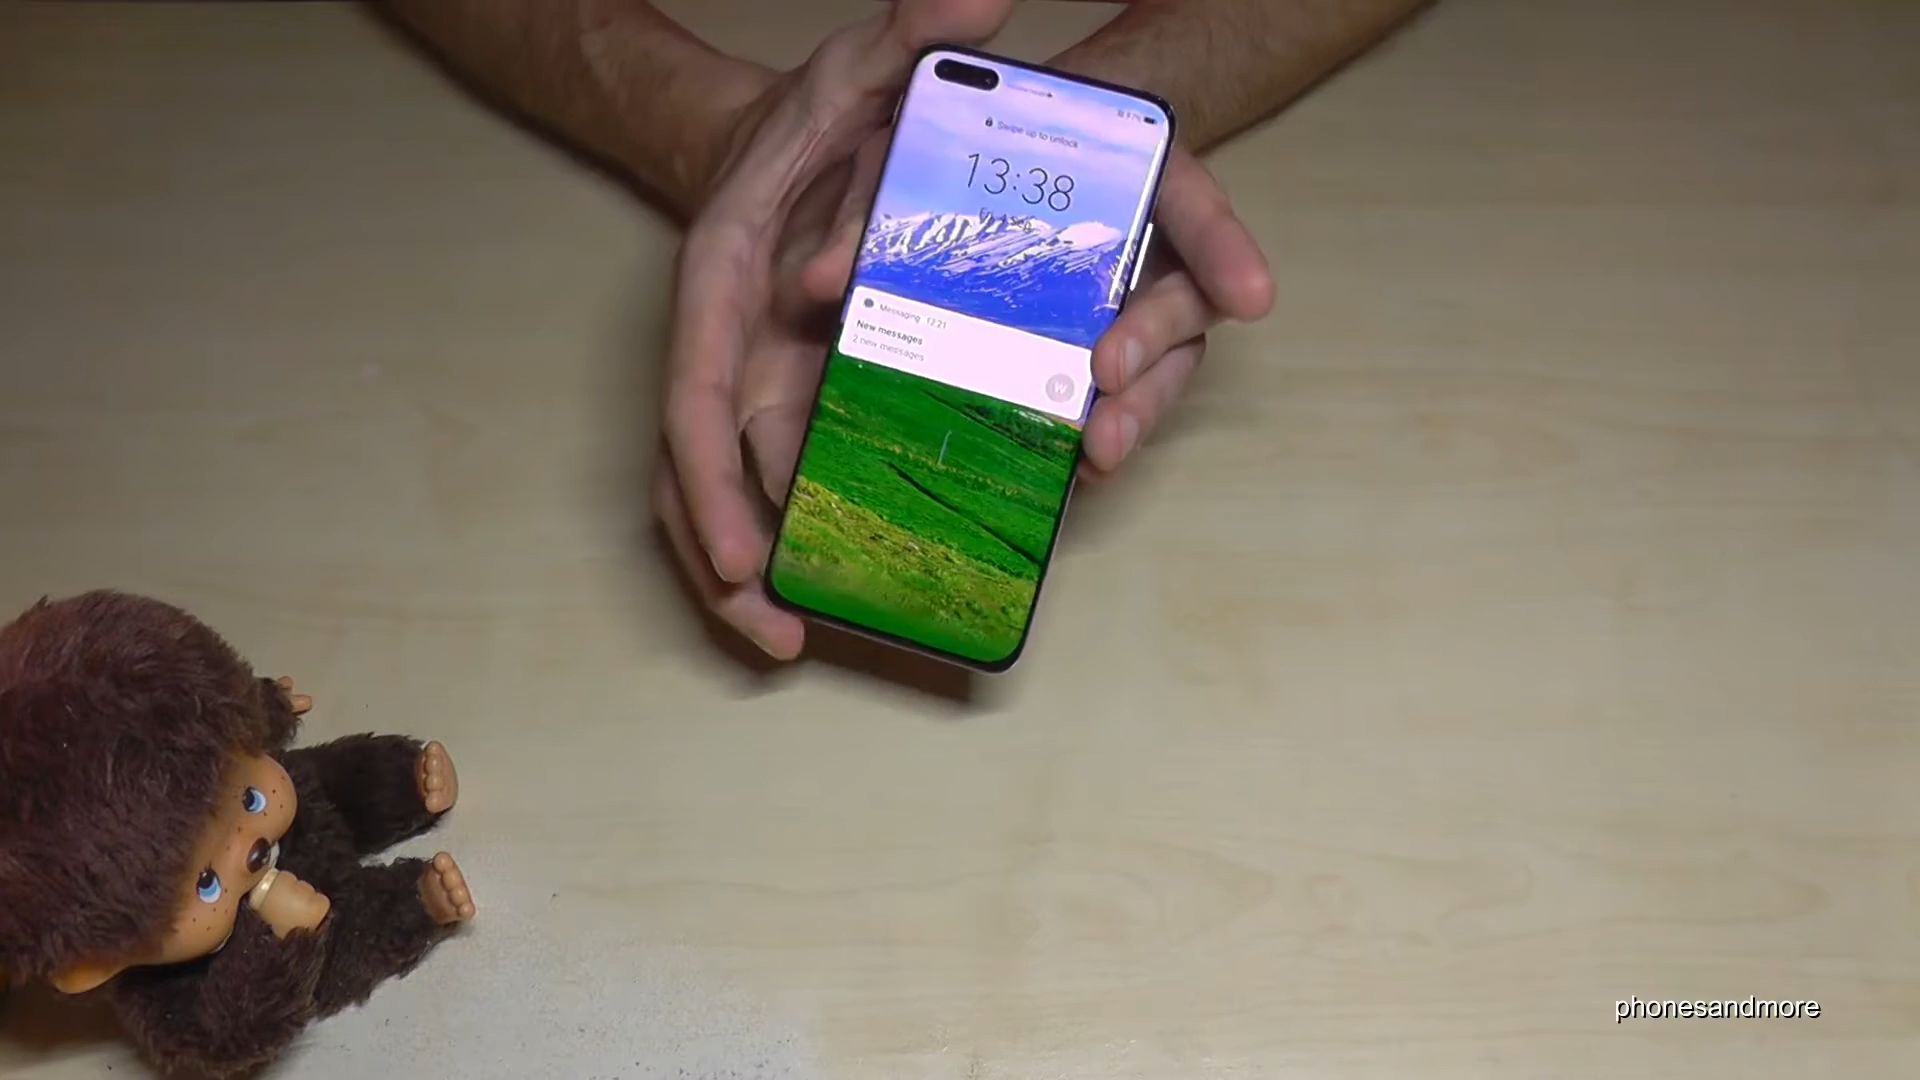 Swipe up to unlock
13:38
Messaging 12:21
New messages
2 new messages
W
phonesandmore